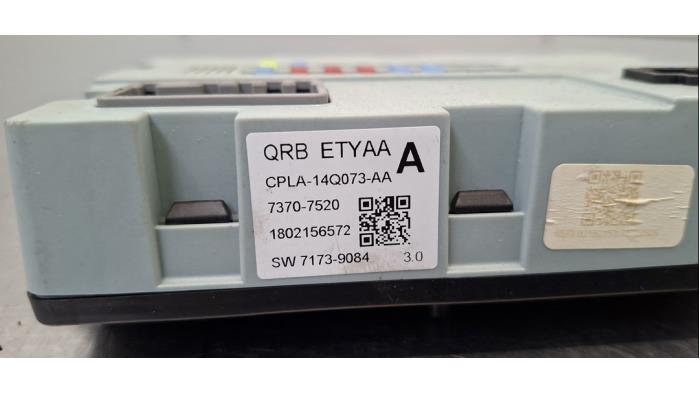 QRB ETYAA A
CPLA-14Q073-AA
7370-7520
1802156572
SW 7173-9084 3.0